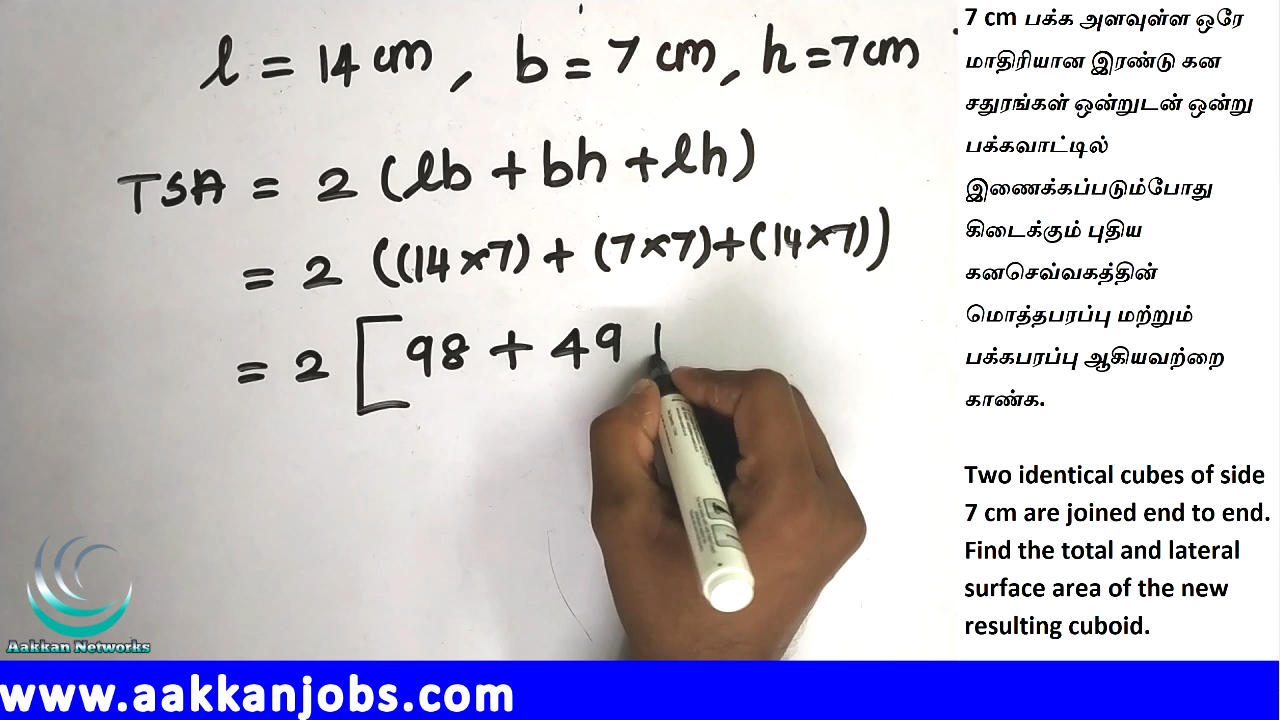 l = 14 cm , b = 7 cm, h = 7 cm
TSA = 2 (lb + bh + lh)
= 2 ((14 × 7) + (7 × 7) + (14 × 7))
= 2 [ 98 + 49
7 cm பக்க அளவுள்ள ஒரே
மாதிரியான இரண்டு கன
சதுரங்கள் ஒன்றுடன் ஒன்று
பக்கவாட்டில்
இணைக்கப்படும்போது
கிடைக்கும் புதிய
கனசெவ்வகத்தின்
மொத்தபரப்பு மற்றும்
பக்கபரப்பு ஆகியவற்றை
காண்க.
Two identical cubes of side
7 cm are joined end to end.
Find the total and lateral
surface area of the new
resulting cuboid.
Aakkan Networks
www.aakkanjobs.com